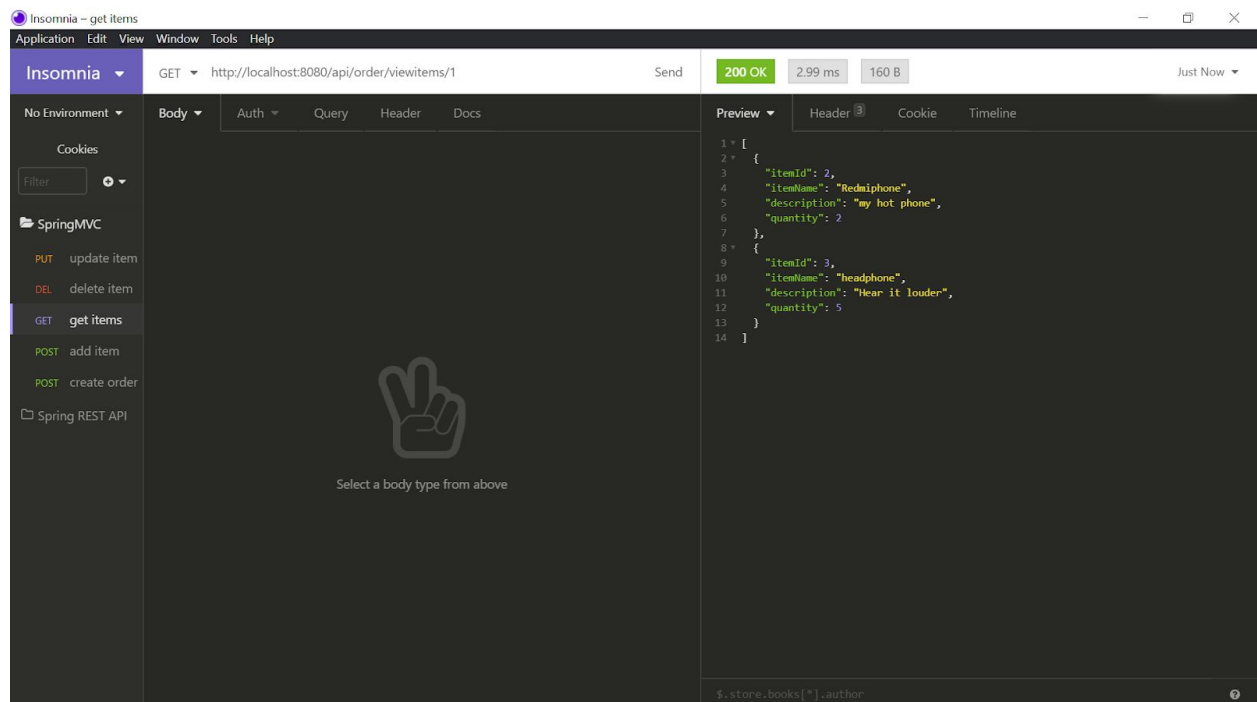 Insomnia – get items
Application Edit View Window Tools Help
Insomnia
GET http://localhost:8080/api/order/viewitems/1 Send
200 OK 2.99 ms 160 B Just Now
No Environment
Cookies
Filter
SpringMVC
PUT update item
DEL delete item
GET get items
POST add item
POST create order
Spring REST API
Body Auth Query Header Docs
Select a body type from above
Preview Header 3 Cookie Timeline
1 [
2 {
3 "itemId": 2,
4 "itemName": "Redmiphone",
5 "description": "my hot phone",
6 "quantity": 2
7 },
8 {
9 "itemId": 3,
10 "itemName": "headphone",
11 "description": "Hear it louder",
12 "quantity": 5
13 }
14 ]
$.store.books[*].author